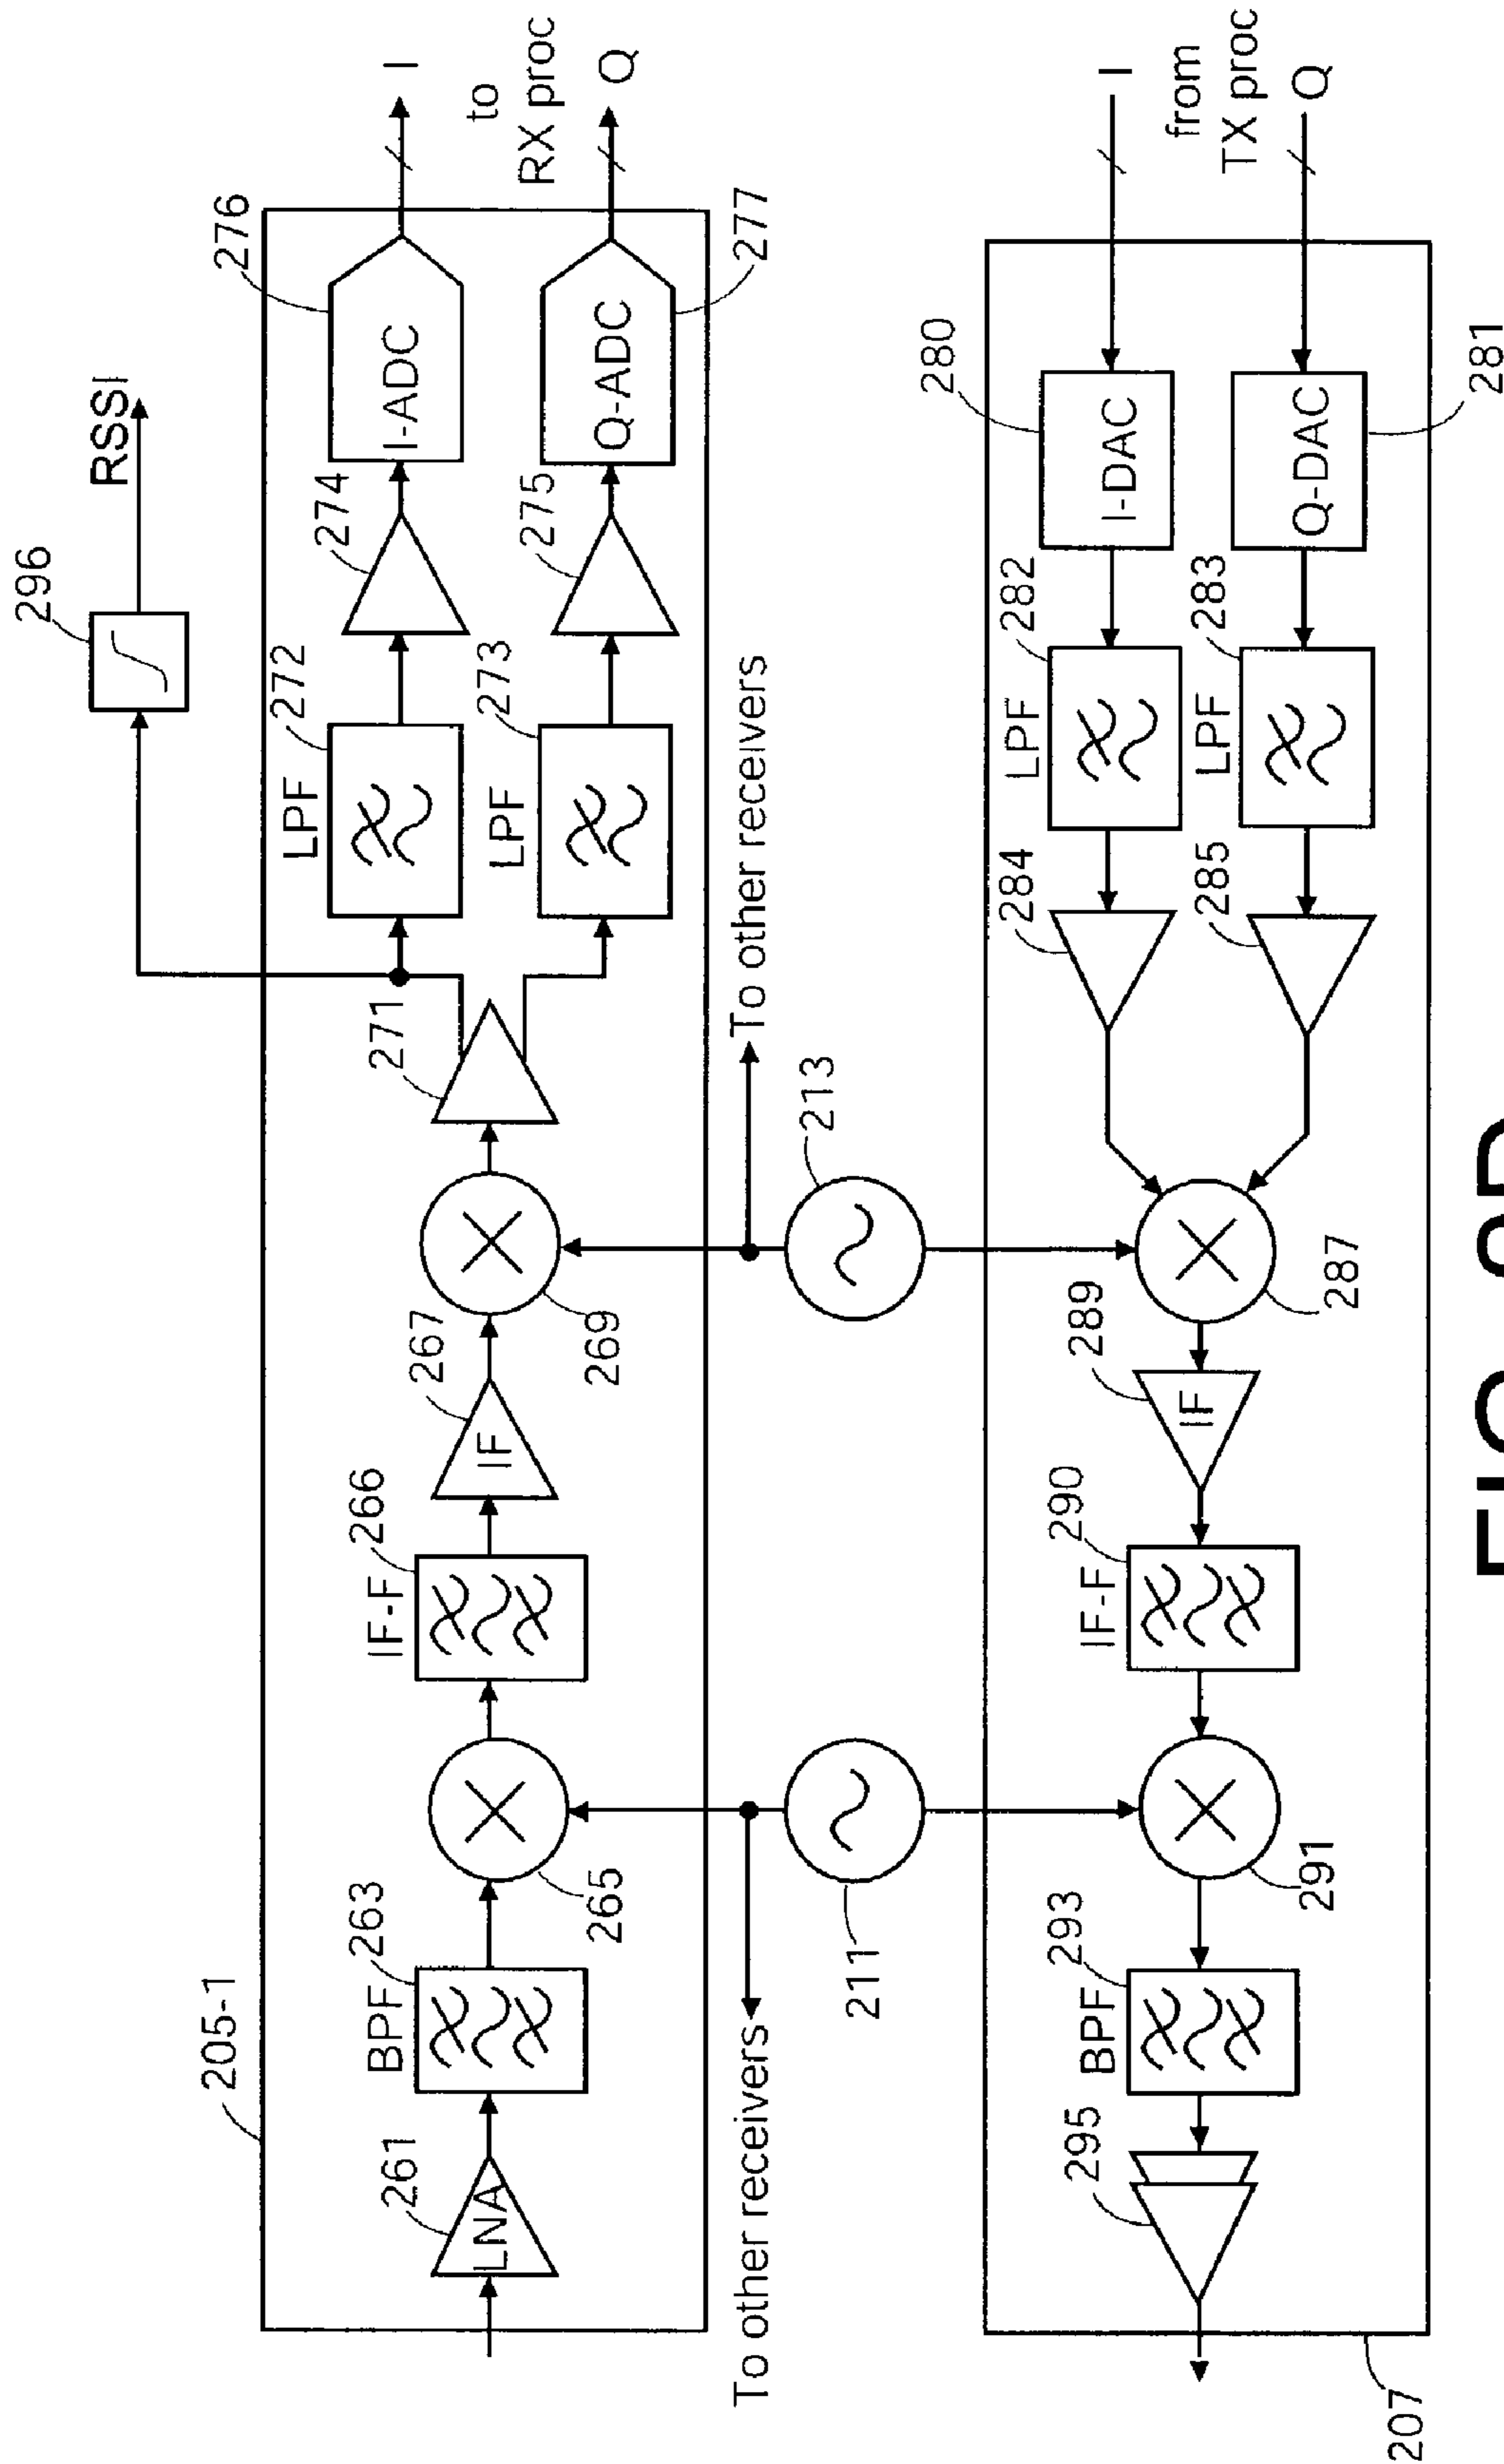 296
RSSI
205-1
261
LNA
BPF
263
265
IF-F
266
267
IF
269
271
LPF
272
LPF
273
274
275
276
I-ADC
Q-ADC
277
I
to
RX proc
Q
To other receivers
211
213
To other receivers
207
295
BPF
293
291
IF-F
290
289
IF
287
284
285
LPF
282
LPF
283
280
I-DAC
Q-DAC
281
I
from
TX proc
Q